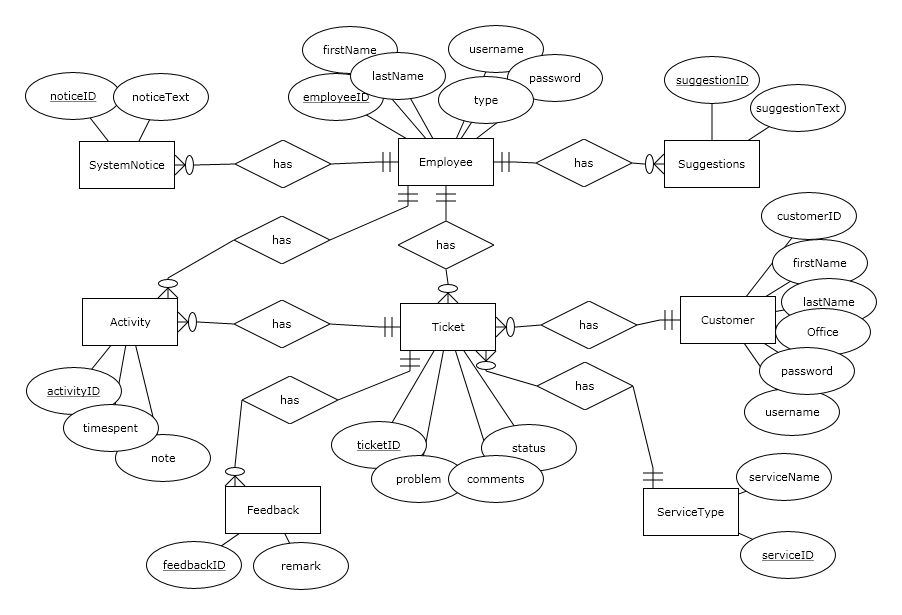 firstName
username
lastName
password
suggestionID
noticeID
noticeText
employeeID
type
suggestionText
SystemNotice
has
Employee
has
Suggestions
customerID
has
has
firstName
lastName
Activity
has
Ticket
has
Customer
Office
password
activityID
has
has
username
timespent
ticketID
status
note
problem
comments
serviceName
Feedback
ServiceType
feedbackID
remark
serviceID